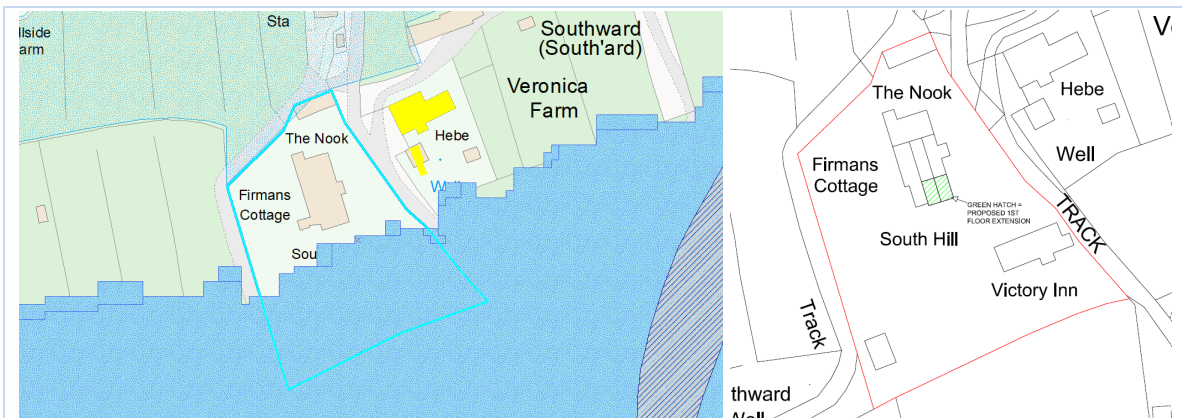 Sta
llside
arm
Southward
(South'ard)
Veronica
Farm
The Nook
Hebe
Firmans
Cottage
Sou
The Nook
Hebe
Firmans
Cottage
Well
GREEN HATCH =
PROPOSED 1ST
FLOOR EXTENSION
TRACK
South Hill
Victory Inn
Track
thward